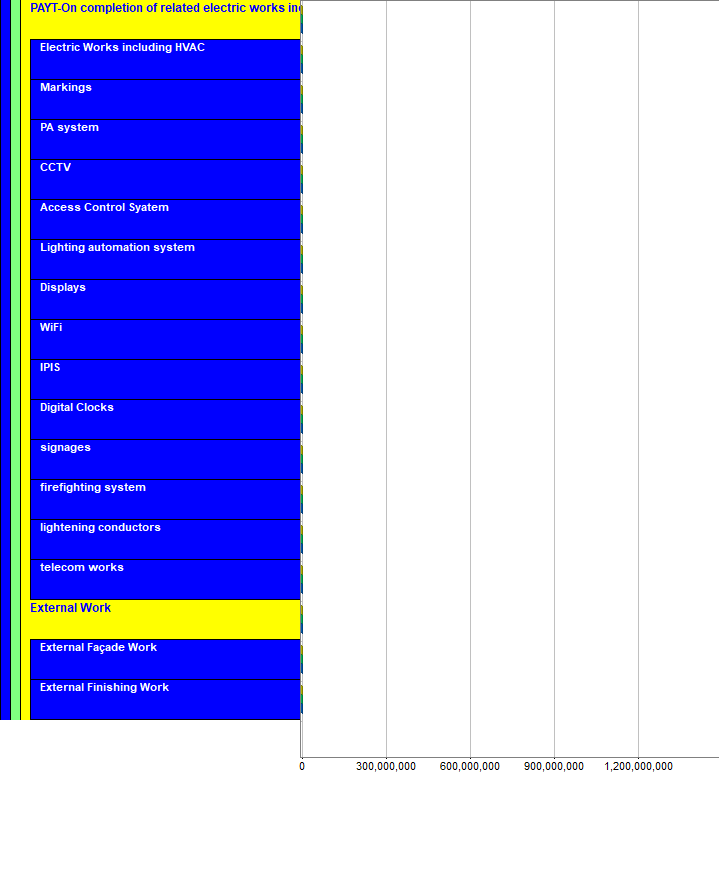 PAYT-On completion of related electric works in
Electric Works including HVAC
Markings
PA system
CCTV
Access Control Syatem
Lighting automation system
Displays
WiFi
IPIS
Digital Clocks
signages
firefighting system
lightening conductors
telecom works
External Work
External Façade Work
External Finishing Work
0 300,000,000 600,000,000 900,000,000 1,200,000,000